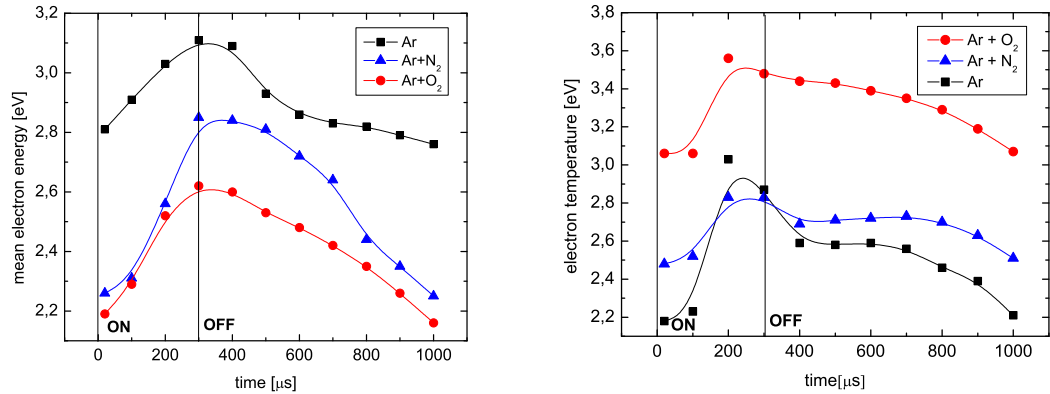 3,2
3,0
2,8
2,6
2,4
2,2
mean electron energy [eV]
Ar
Ar+N2
Ar+O2
ON
OFF
0 200 400 600 800 1000
time [μs]
3,8
3,6
3,4
3,2
3,0
2,8
2,6
2,4
2,2
electron temperature [eV]
Ar + O2
Ar + N2
Ar
ON
OFF
0 200 400 600 800 1000
time[μs]